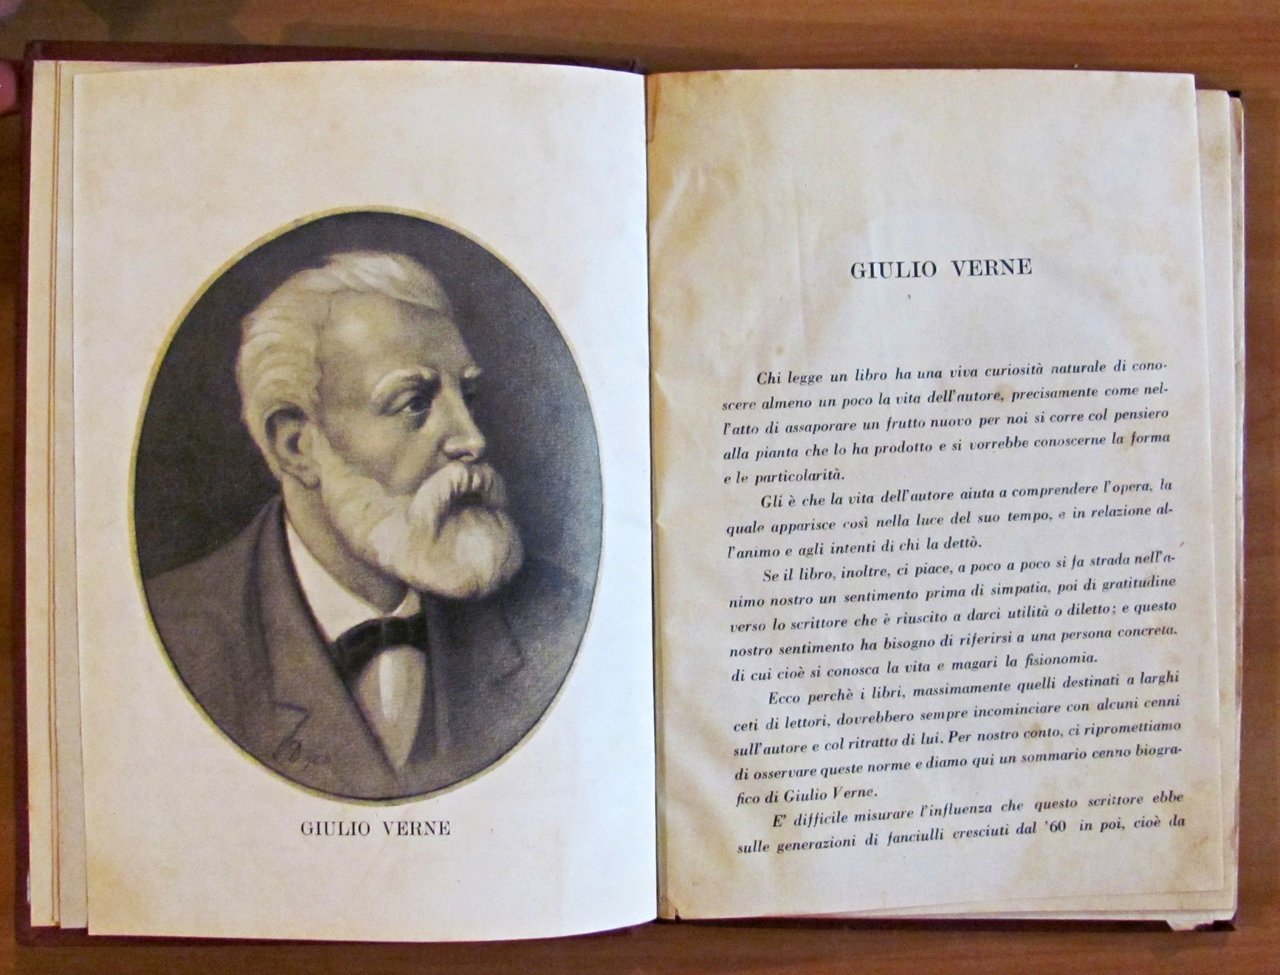 GIULIO VERNE
GIULIO VERNE
Chi legge un libro ha una viva curiosità naturale di cono-
scere almeno un poco la vita dell'autore, precisamente come nel-
l'atto di assaporare un frutto nuovo per noi si corre col pensiero
alla pianta che lo ha prodotto e si vorrebbe conoscerne la forma
e le particolarità.
Gli è che la vita dell'autore aiuta a comprendere l'opera, la
quale apparisce così nella luce del suo tempo, e in relazione al-
l'animo e agli intenti di chi la dettò.
Se il libro, inoltre, ci piace, a poco a poco si fa strada nell'a-
nimo nostro un sentimento prima di simpatia, poi di gratitudine
verso lo scrittore che è riuscito a darci utilità o diletto; e questo
nostro sentimento ha bisogno di riferirsi a una persona concreta,
di cui cioè si conosca la vita e magari la fisionomia.
Ecco perchè i libri, massimamente quelli destinati a larghi
ceti di lettori, dovrebbero sempre incominciare con alcuni cenni
sull'autore e col ritratto di lui. Per nostro conto, ci ripromettiamo
di osservare queste norme e diamo qui un sommario cenno biogra-
fico di Giulio Verne.
E' difficile misurare l'influenza che questo scrittore ebbe
sulle generazioni di fanciulli cresciuti dal '60 in poi, cioè da